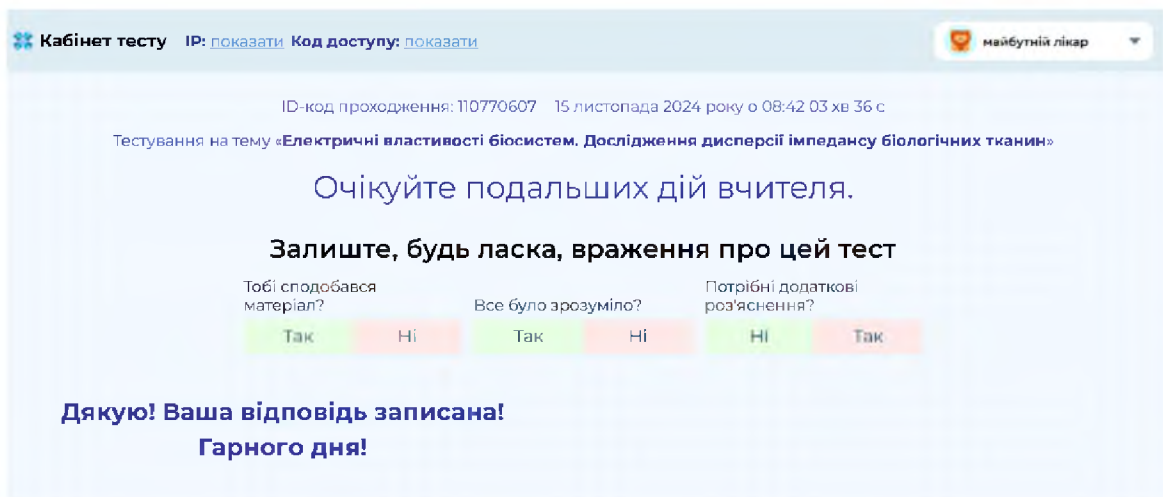 Кабінет тесту IP: показати Код доступу: показати
майбутній лікар
ID-код проходження: 110770607 15 листопада 2024 року о 08:42 03 хв 36 с
Тестування на тему «Електричні властивості біосистем. Дослідження дисперсії імпедансу біологічних тканин»
Очікуйте подальших дій вчителя.
Залиште, будь ласка, враження про цей тест
Тобі сподобався
матеріал?
Так Ні
Все було зрозуміло?
Так Ні
Потрібні додаткові
роз'яснення?
Ні Так
Дякую! Ваша відповідь записана!
Гарного дня!